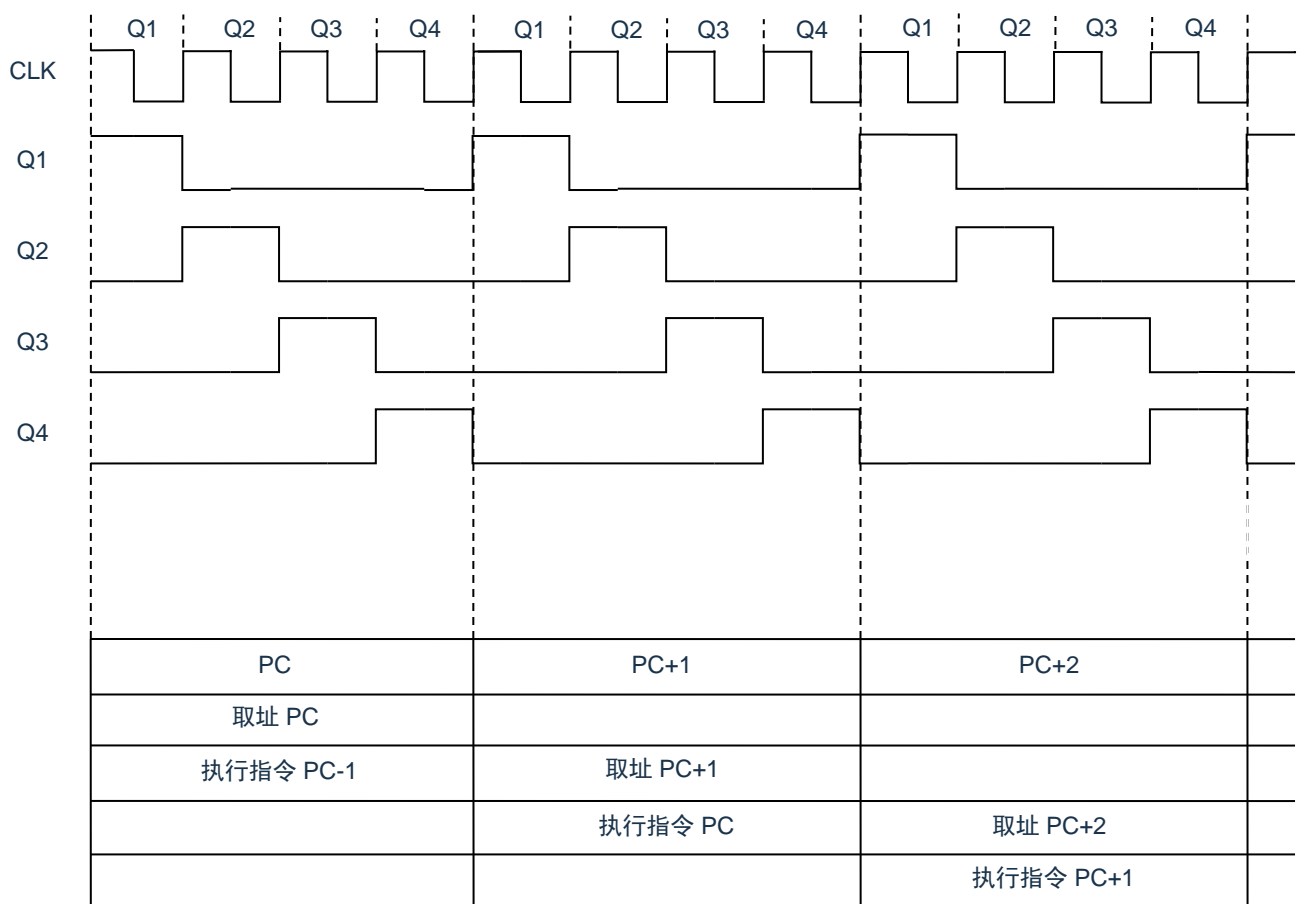 Q1 Q2 Q3 Q4 Q1 Q2 Q3 Q4 Q1 Q2 Q3 Q4
CLK
Q1
Q2
Q3
Q4
PC PC+1 PC+2
取址 PC
执行指令 PC-1 取址 PC+1
执行指令 PC 取址 PC+2
执行指令 PC+1